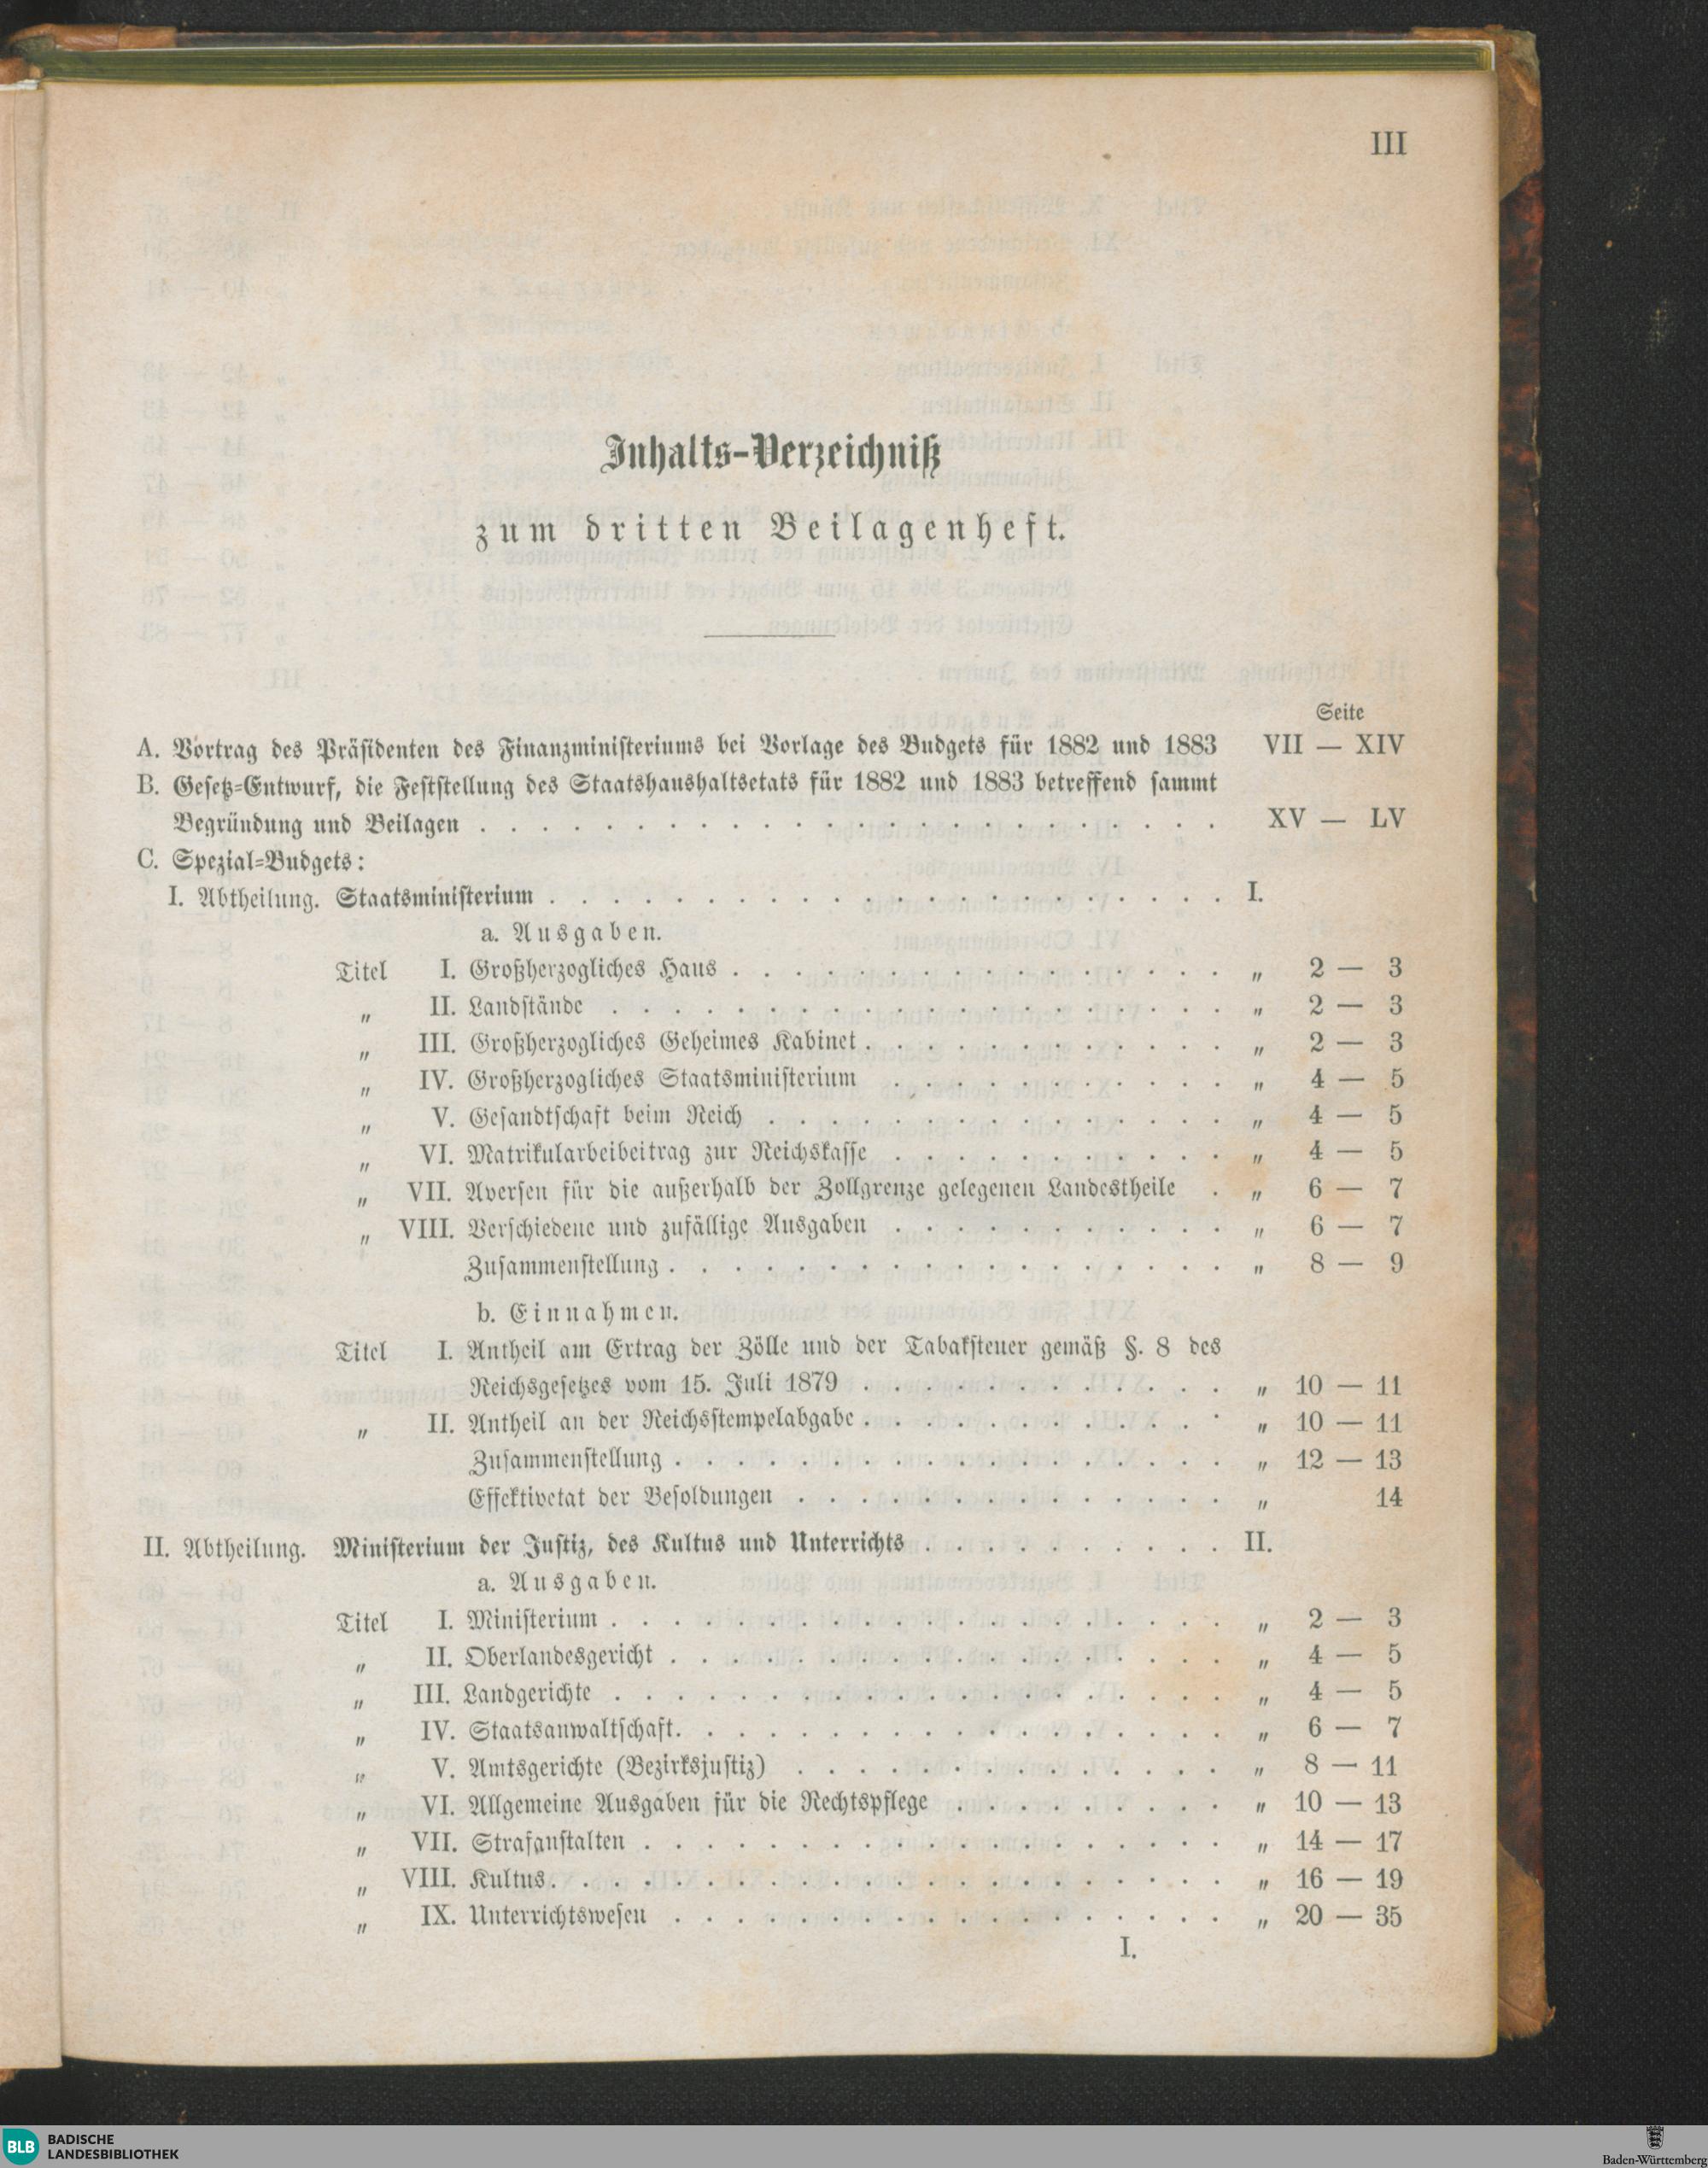 III
Inhalts-Verzeichniß
zum dritten Beilagenheft.
Seite
A. Vortrag des Präsidenten des Finanzministeriums bei Vorlage des Budgets für 1882 und 1883 VII — XIV
B. Gesetz-Entwurf, die Feststellung des Staatshaushaltsetats für 1882 und 1883 betreffend sammt
Begründung und Beilagen . . . . . . . . . . . . . . . . . . . . . . . . XV — LV
C. Spezial-Budgets:
I. Abtheilung. Staatsministerium . . . . . . . . . . . . . . . . . . . . . . I.
a. Ausgaben.
Titel I. Großherzogliches Haus . . . . . . . . . . . . . . . . „ 2 — 3
„ II. Landstände . . . . . . . . . . . . . . . . . . . . „ 2 — 3
„ III. Großherzogliches Geheimes Kabinet . . . . . . . . . . . . „ 2 — 3
„ IV. Großherzogliches Staatsministerium . . . . . . . . . . . „ 4 — 5
„ V. Gesandtschaft beim Reich . . . . . . . . . . . . . . . „ 4 — 5
„ VI. Matrikularbeibeitrag zur Reichskasse . . . . . . . . . . . „ 4 — 5
„ VII. Aversen für die außerhalb der Zollgrenze gelegenen Landestheile . „ 6 — 7
„ VIII. Verschiedene und zufällige Ausgaben . . . . . . . . . . . „ 6 — 7
Zusammenstellung . . . . . . . . . . . . . . . . . . „ 8 — 9
b. Einnahmen.
Titel I. Antheil am Ertrag der Zölle und der Tabaksteuer gemäß §. 8 des
Reichsgesetzes vom 15. Juli 1879 . . . . . . . . . . . . „ 10 — 11
„ II. Antheil an der Reichsstempelabgabe . . . . . . . . . . . . „ 10 — 11
Zusammenstellung . . . . . . . . . . . . . . . . . . „ 12 — 13
Effektivetat der Besoldungen . . . . . . . . . . . . . . „ 14
II. Abtheilung. Ministerium der Justiz, des Kultus und Unterrichts . . . . . . . . . . II.
a. Ausgaben.
Titel I. Ministerium . . . . . . . . . . . . . . . . . . . . „ 2 — 3
„ II. Oberlandesgericht . . . . . . . . . . . . . . . . . . „ 4 — 5
„ III. Landgerichte . . . . . . . . . . . . . . . . . . . . „ 4 — 5
„ IV. Staatsanwaltschaft. . . . . . . . . . . . . . . . . . „ 6 — 7
„ V. Amtsgerichte (Bezirksjustiz) . . . . . . . . . . . . . . „ 8 — 11
„ VI. Allgemeine Ausgaben für die Rechtspflege . . . . . . . . . „ 10 — 13
„ VII. Strafanstalten . . . . . . . . . . . . . . . . . . . „ 14 — 17
„ VIII. Kultus. . . . . . . . . . . . . . . . . . . . . . „ 16 — 19
„ IX. Unterrichtswesen . . . . . . . . . . . . . . . . . . „ 20 — 35
I.
BLB BADISCHE
LANDESBIBLIOTHEK
Baden-Württemberg